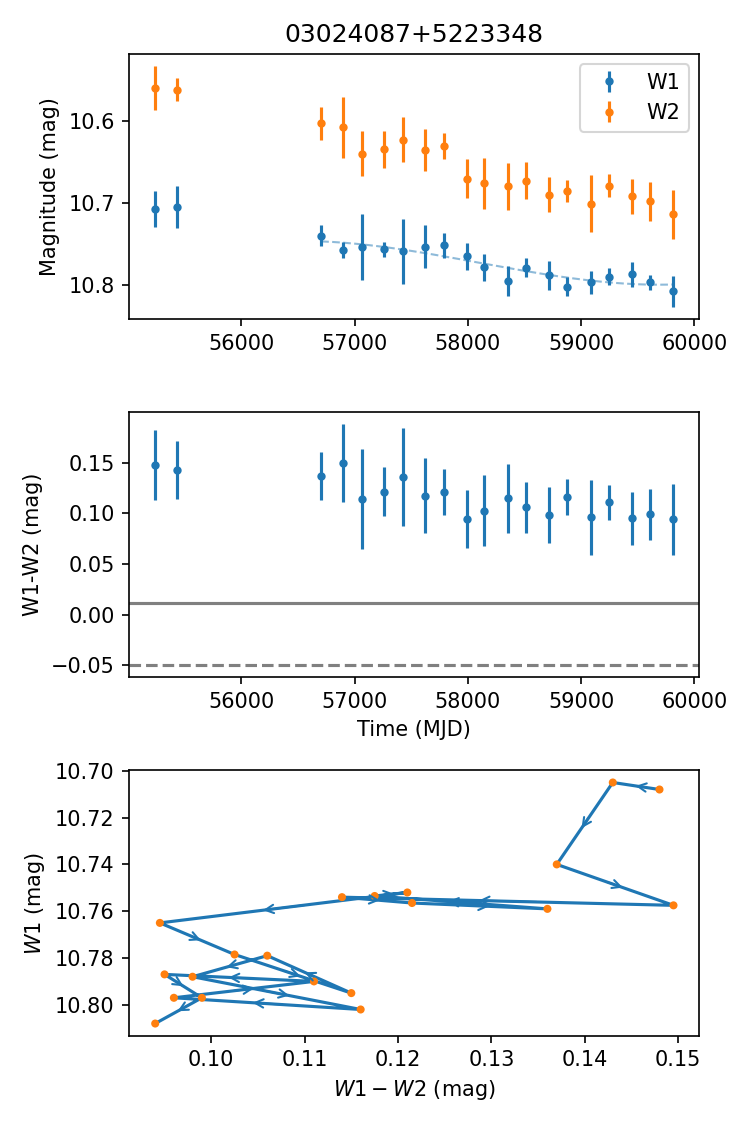 03024087+5223348
W1
W2
Magnitude (mag)
10.6
10.7
10.8
56000 57000 58000 59000 60000
W1-W2 (mag)
0.15
0.10
0.05
0.00
−0.05
56000 57000 58000 59000 60000
Time (MJD)
W1 (mag)
10.70
10.72
10.74
10.76
10.78
10.80
0.10 0.11 0.12 0.13 0.14 0.15
W1 − W2 (mag)